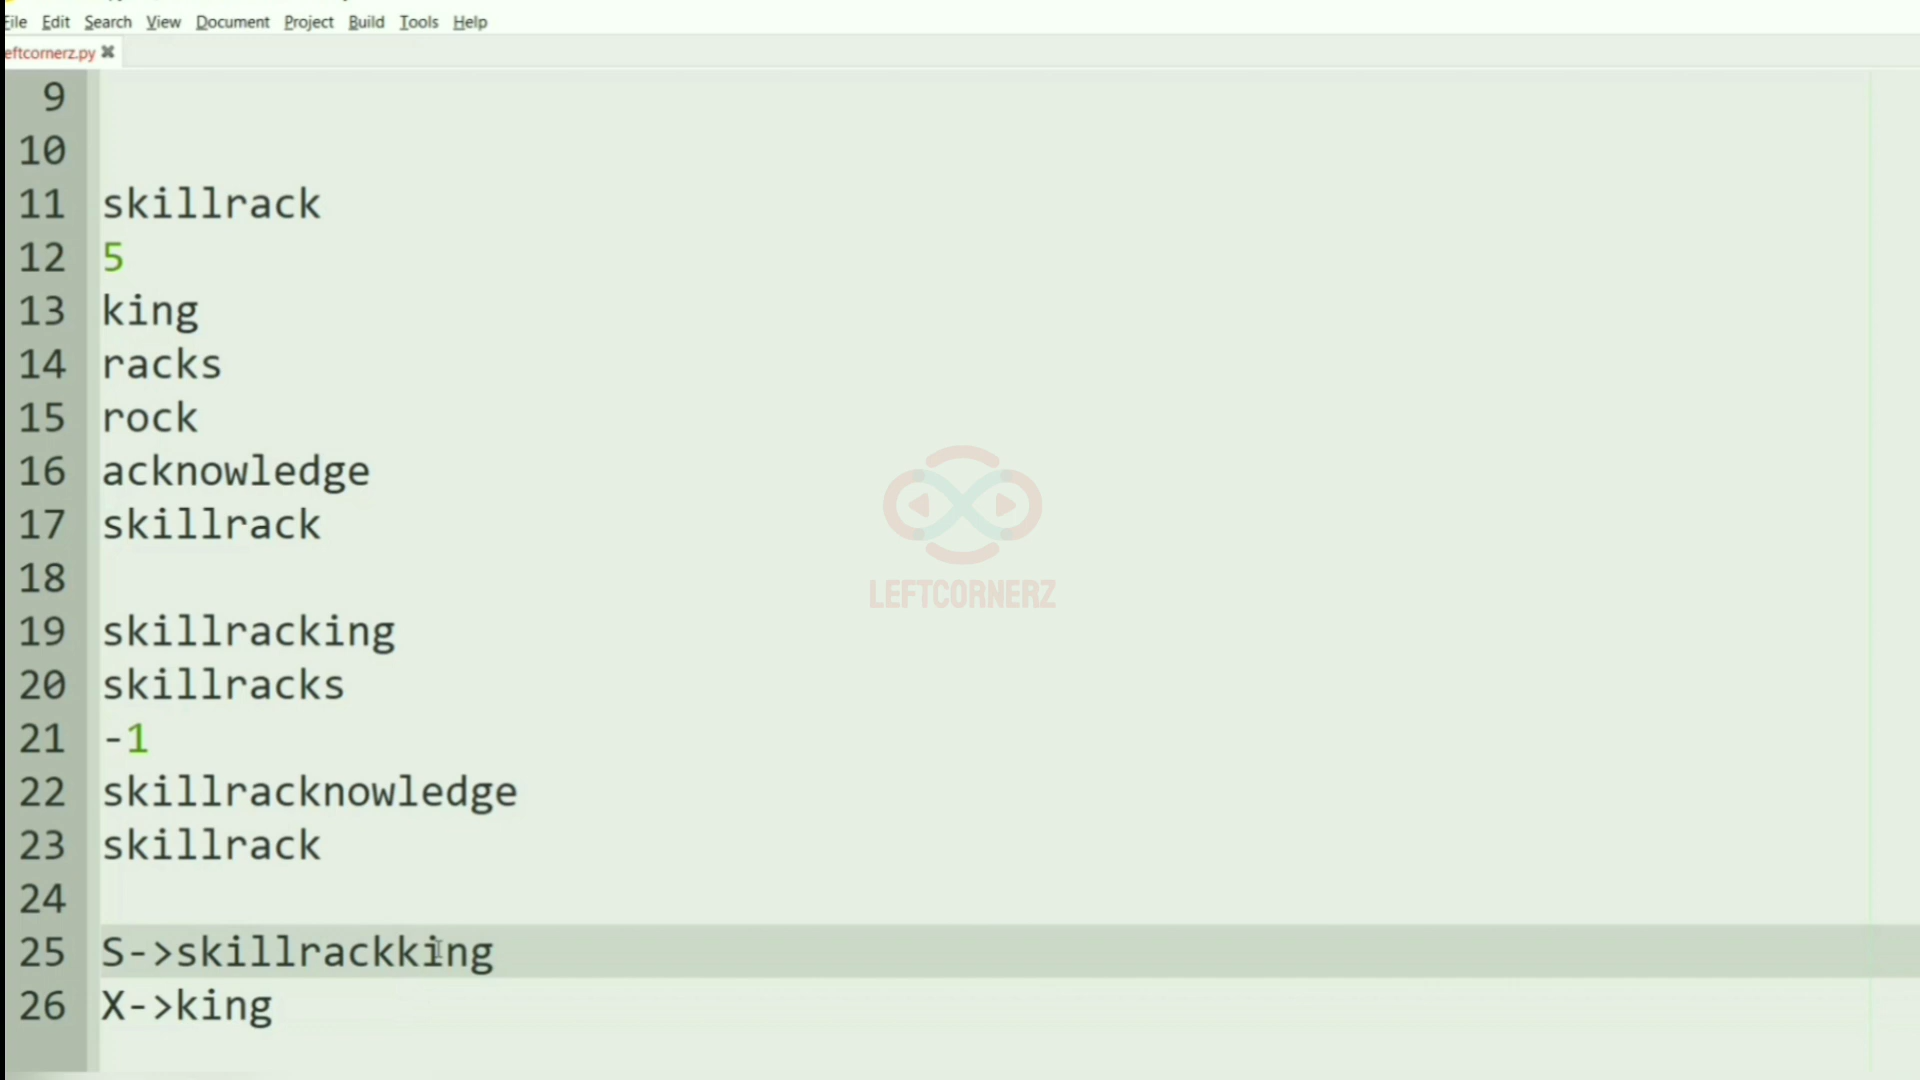 File Edit Search View Document Project Build Tools Help
eftcornerz.py
9
10
11 skillrack
12 5
13 king
14 racks
15 rock
16 acknowledge
17 skillrack
18
19 skillracking
20 skillracks
21 -1
22 skillracknowledge
23 skillrack
24
25 S->skillrackking
26 X->king
LEFTCORNERZ